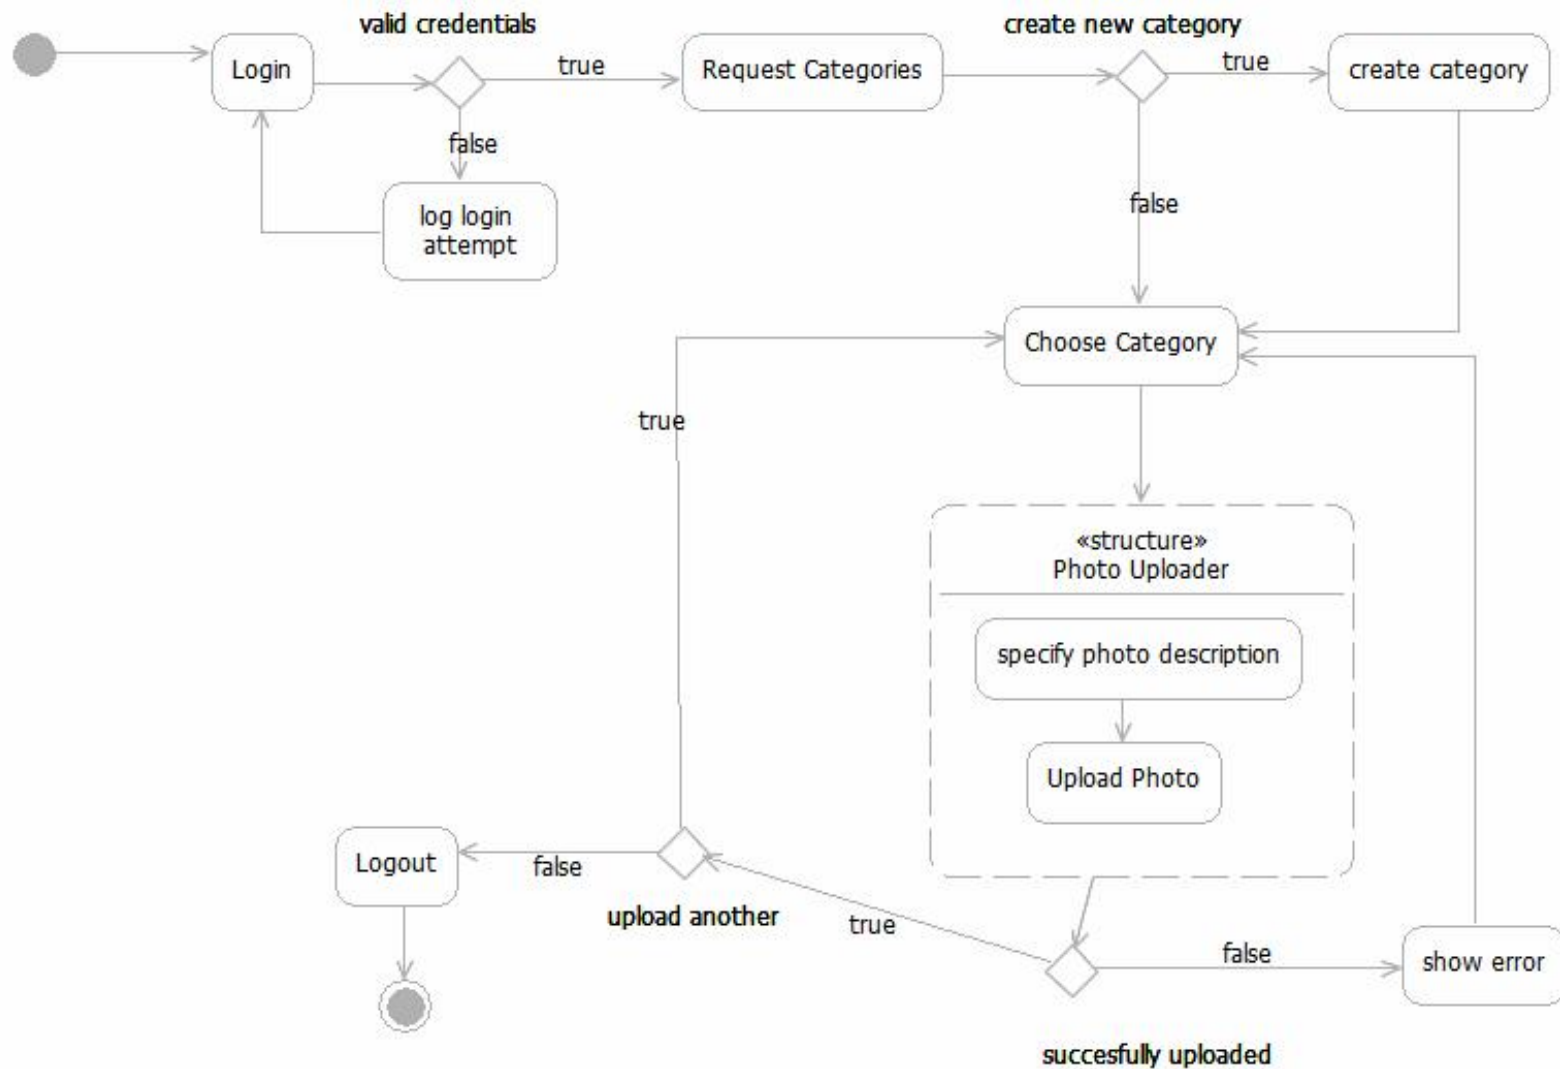 valid credentials
create new category
Login
true
Request Categories
true
create category
false
log login
attempt
false
Choose Category
true
«structure»
Photo Uploader
specify photo description
Upload Photo
Logout
false
upload another
true
false
show error
succesfully uploaded